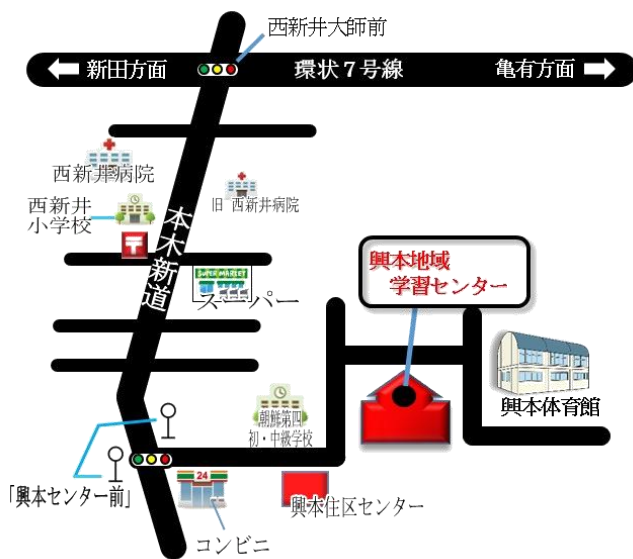 西新井大師前
新田方面
環状7号線
亀有方面
西新井病院
旧 西新井病院
西新井
小学校
〒
本木新道
SUPER MARKET
スーパー
興本地域
学習センター
興本体育館
朝鮮第四
初・中級学校
「興本センター前」
24
コンビニ
興本住区センター